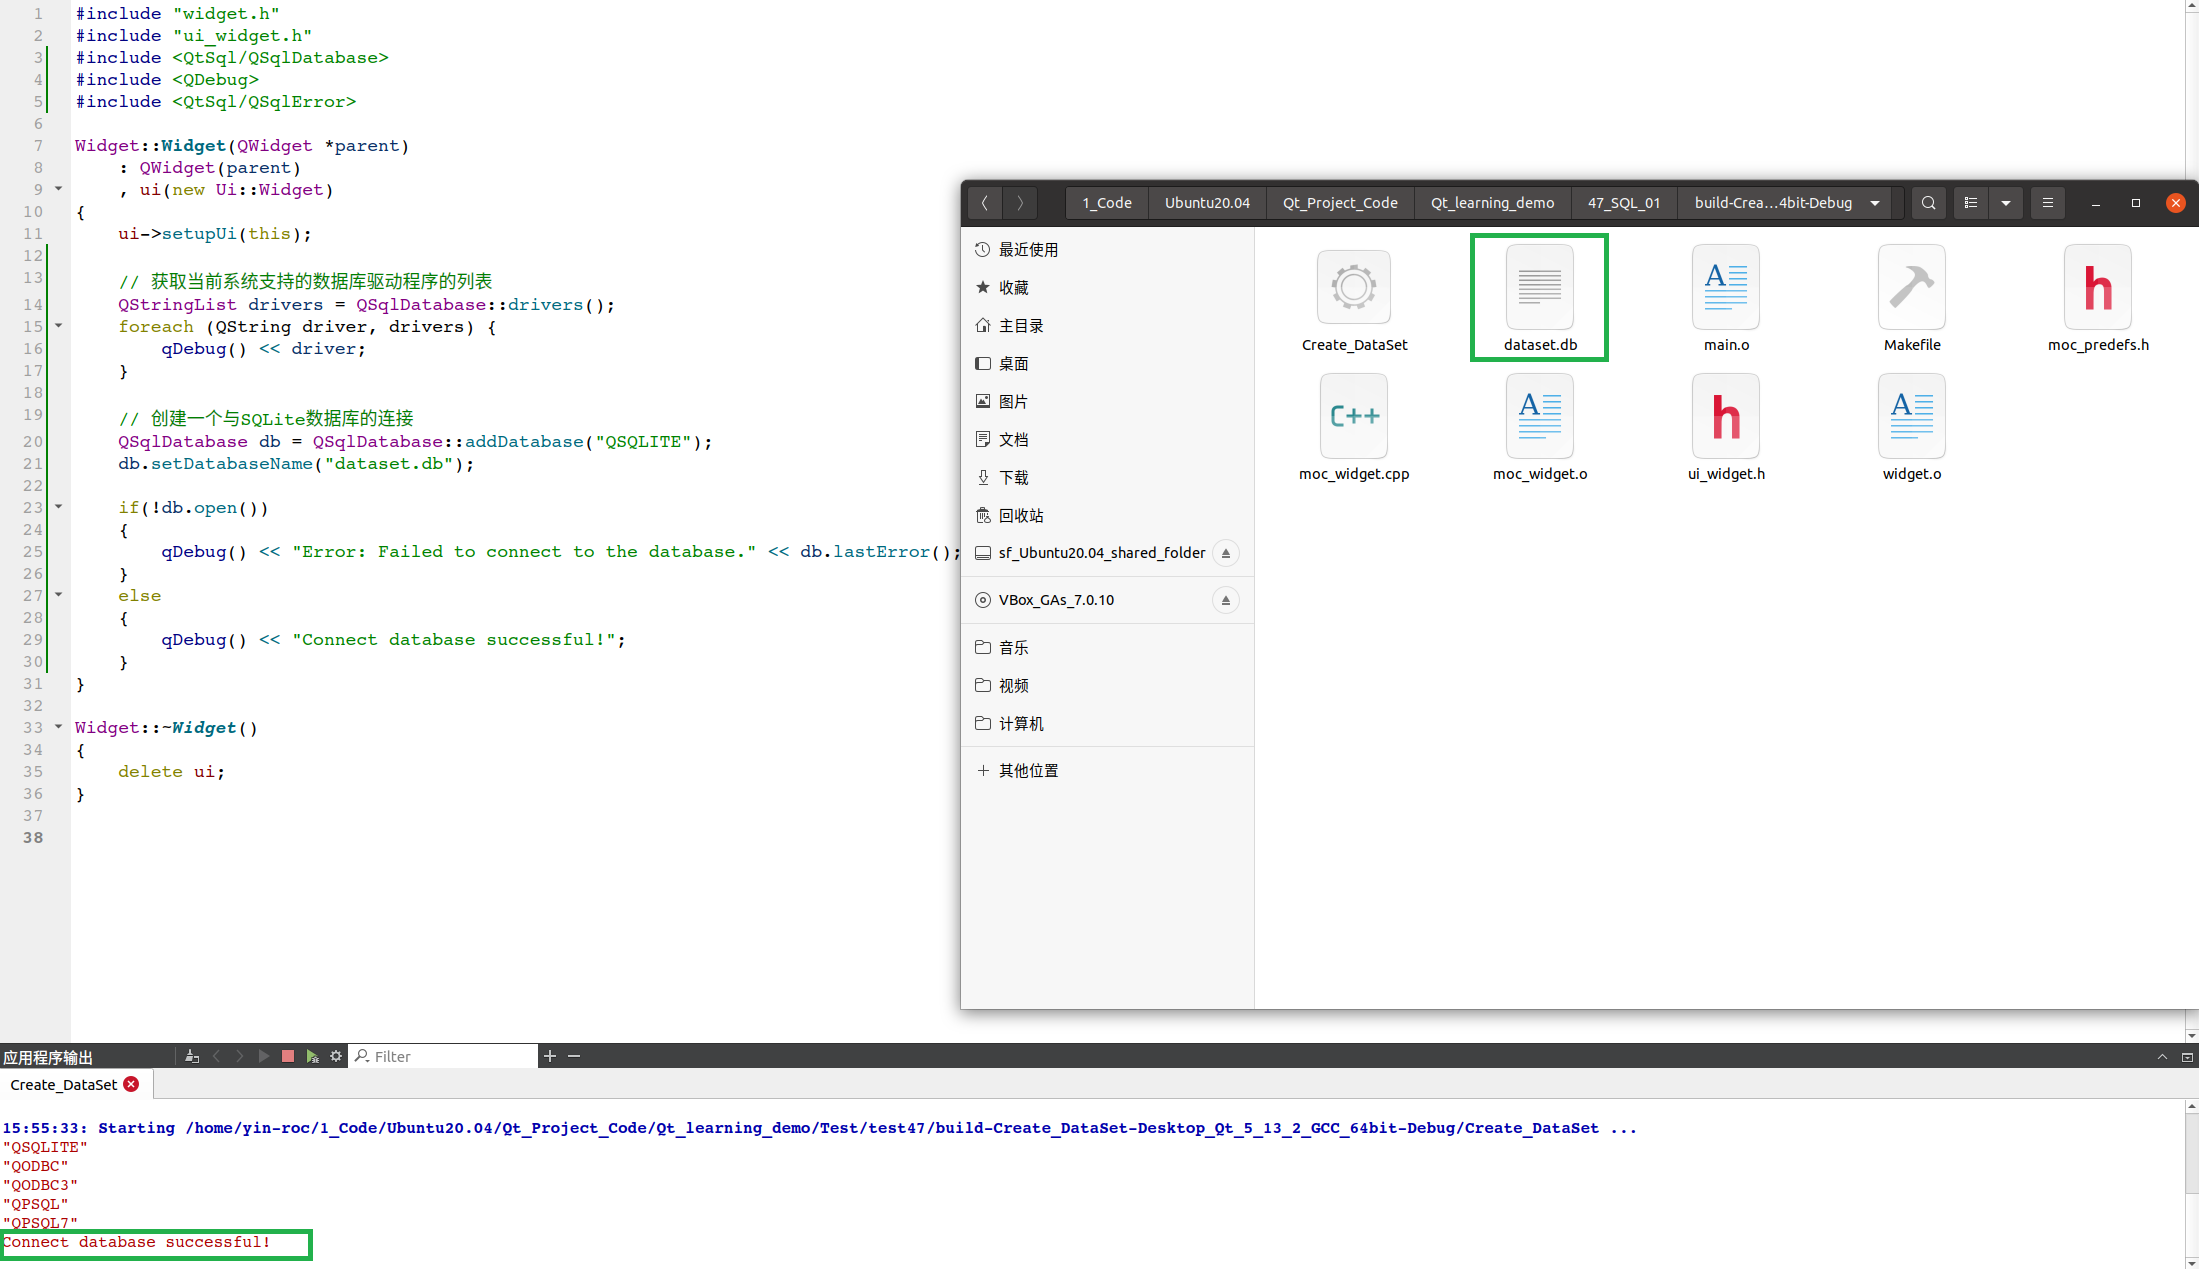 1 #include "widget.h"
2 #include "ui_widget.h"
3 #include <QtSql/QSqlDatabase>
4 #include <QDebug>
5 #include <QtSql/QSqlError>
6
7 Widget::Widget(QWidget *parent)
8     : QWidget(parent)
9     , ui(new Ui::Widget)
10 {
11     ui->setupUi(this);
12
13     // 获取当前系统支持的数据库驱动程序的列表
14     QStringList drivers = QSqlDatabase::drivers();
15     foreach (QString driver, drivers) {
16         qDebug() << driver;
17     }
18
19     // 创建一个与SQLite数据库的连接
20     QSqlDatabase db = QSqlDatabase::addDatabase("QSQLITE");
21     db.setDatabaseName("dataset.db");
22
23     if(!db.open())
24     {
25         qDebug() << "Error: Failed to connect to the database." << db.lastError();
26     }
27     else
28     {
29         qDebug() << "Connect database successful!";
30     }
31 }
32
33 Widget::~Widget()
34 {
35     delete ui;
36 }
37
38
1_Code Ubuntu20.04 Qt_Project_Code Qt_learning_demo 47_SQL_01 build-Crea...4bit-Debug
最近使用
收藏
主目录
桌面
图片
文档
下载
回收站
sf_Ubuntu20.04_shared_folder
VBox_GAs_7.0.10
音乐
视频
计算机
其他位置
Create_DataSet dataset.db main.o Makefile moc_predefs.h
moc_widget.cpp moc_widget.o ui_widget.h widget.o
应用程序输出 Filter
Create_DataSet
15:55:33: Starting /home/yin-roc/1_Code/Ubuntu20.04/Qt_Project_Code/Qt_learning_demo/Test/test47/build-Create_DataSet-Desktop_Qt_5_13_2_GCC_64bit-Debug/Create_DataSet ...
"QSQLITE"
"QODBC"
"QODBC3"
"QPSQL"
"QPSQL7"
Connect database successful!